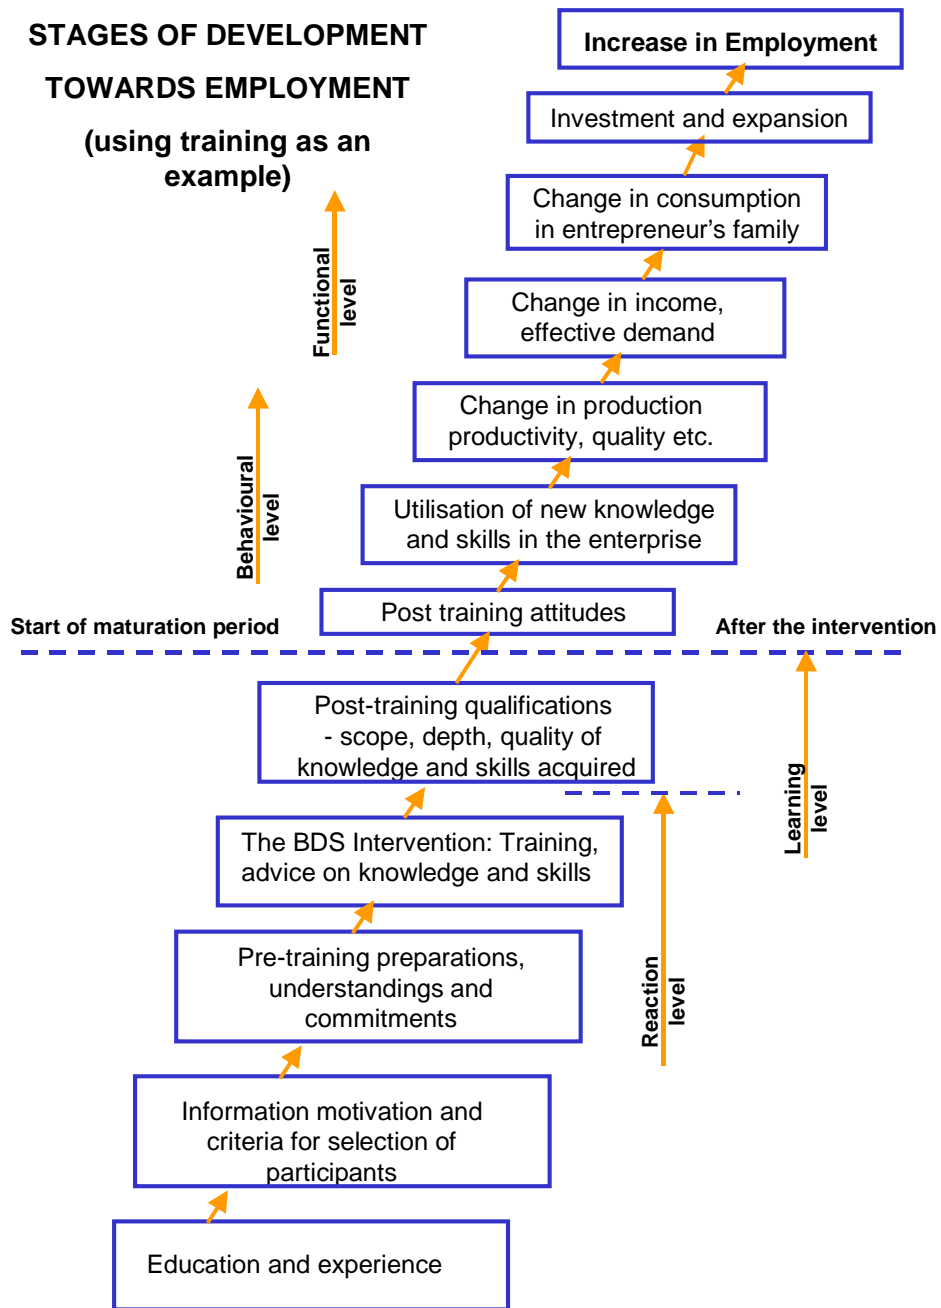 STAGES OF DEVELOPMENT
TOWARDS EMPLOYMENT
(using training as an
example)
Increase in Employment
Investment and expansion
Change in consumption
in entrepreneur's family
Functional
level
Change in income,
effective demand
Change in production
productivity, quality etc.
Behavioural
level
Utilisation of new knowledge
and skills in the enterprise
Post training attitudes
Start of maturation period
After the intervention
Post-training qualifications
- scope, depth, quality of
knowledge and skills acquired
Learning
level
The BDS Intervention: Training,
advice on knowledge and skills
Pre-training preparations,
understandings and
commitments
Reaction
level
Information motivation and
criteria for selection of
participants
Education and experience